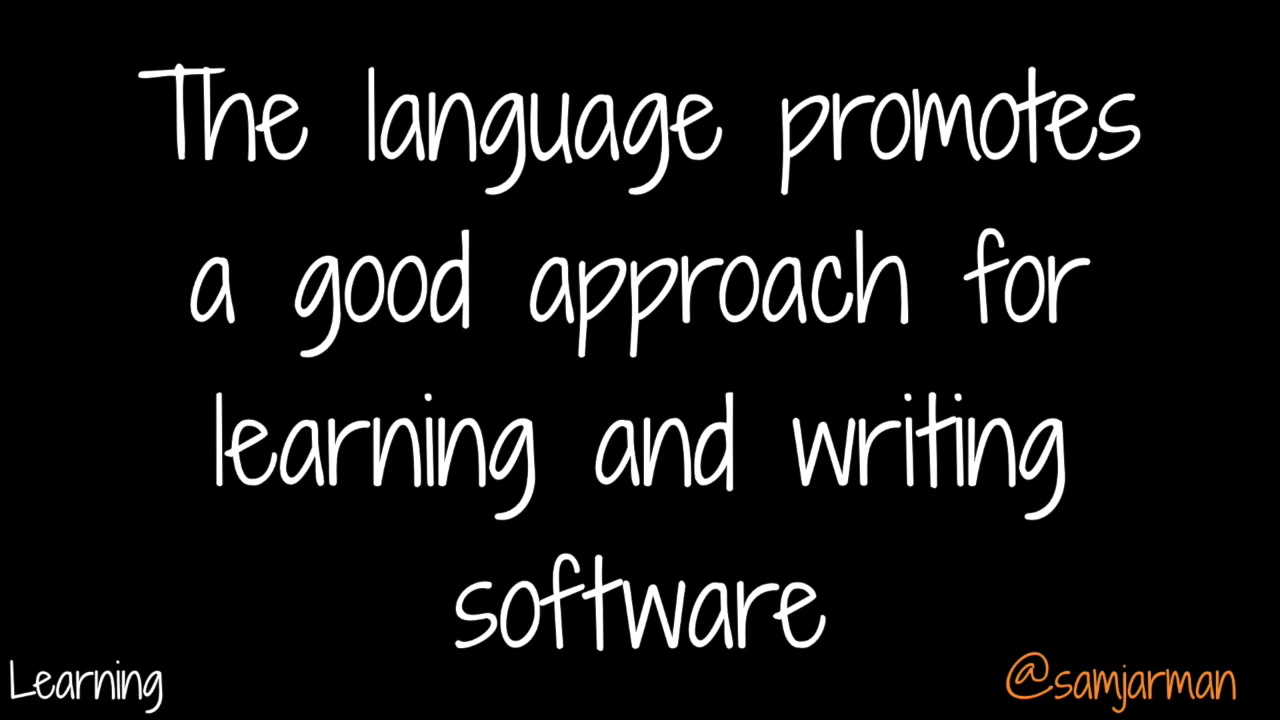 The language promotes
a good approach for
learning and writing
software
Learning
@samjarman